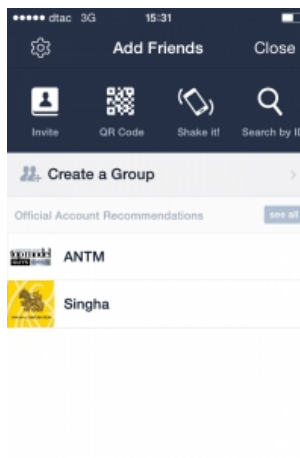 dtac 3G 15:31
Add Friends Close
Invite QR Code Shake it! Search by I
Create a Group
Official Account Recommendations see all
ANTM
Singha